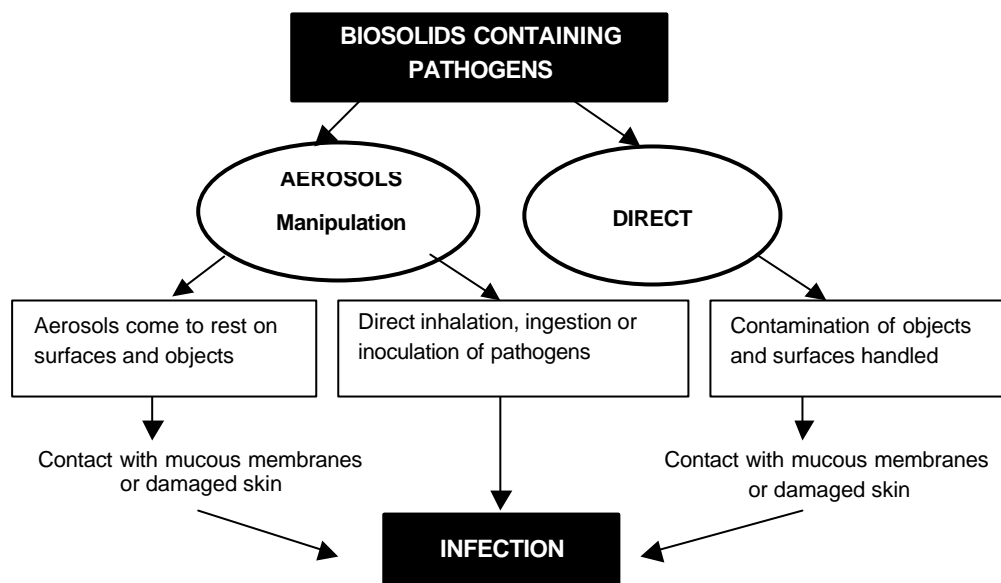 BIOSOLIDS CONTAINING
PATHOGENS
AEROSOLS
Manipulation
DIRECT
Aerosols come to rest on
surfaces and objects
Direct inhalation, ingestion or
inoculation of pathogens
Contamination of objects
and surfaces handled
Contact with mucous membranes
or damaged skin
Contact with mucous membranes
or damaged skin
INFECTION